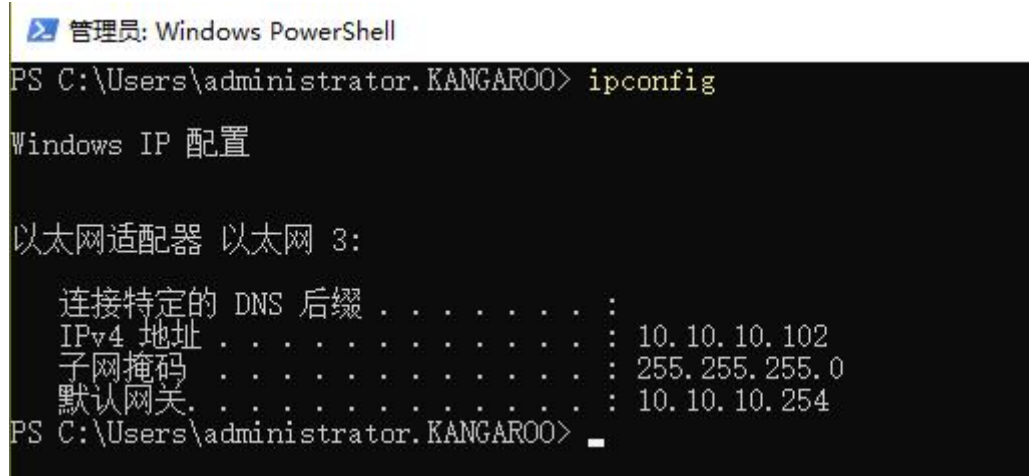 管理员: Windows PowerShell
PS C:\Users\administrator.KANGAROO> ipconfig
Windows IP 配置
以太网适配器 以太网 3:
连接特定的 DNS 后缀 . . . . . . . :
IPv4 地址 . . . . . . . . . . . . : 10.10.10.102
子网掩码 . . . . . . . . . . . . : 255.255.255.0
默认网关. . . . . . . . . . . . . : 10.10.10.254
PS C:\Users\administrator.KANGAROO>